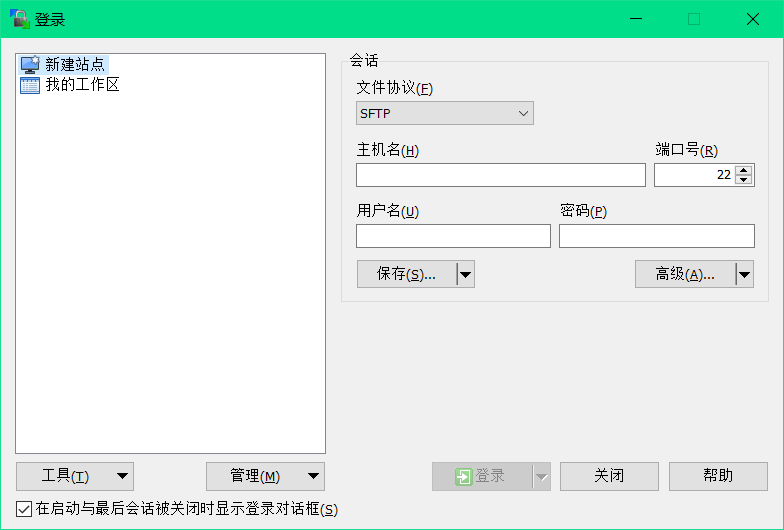 登录
新建站点
我的工作区
会话
文件协议(F)
SFTP
主机名(H)
端口号(R)
22
用户名(U)
密码(P)
保存(S)...
高级(A)...
工具(T)
管理(M)
登录
关闭
帮助
在启动与最后会话被关闭时显示登录对话框(S)